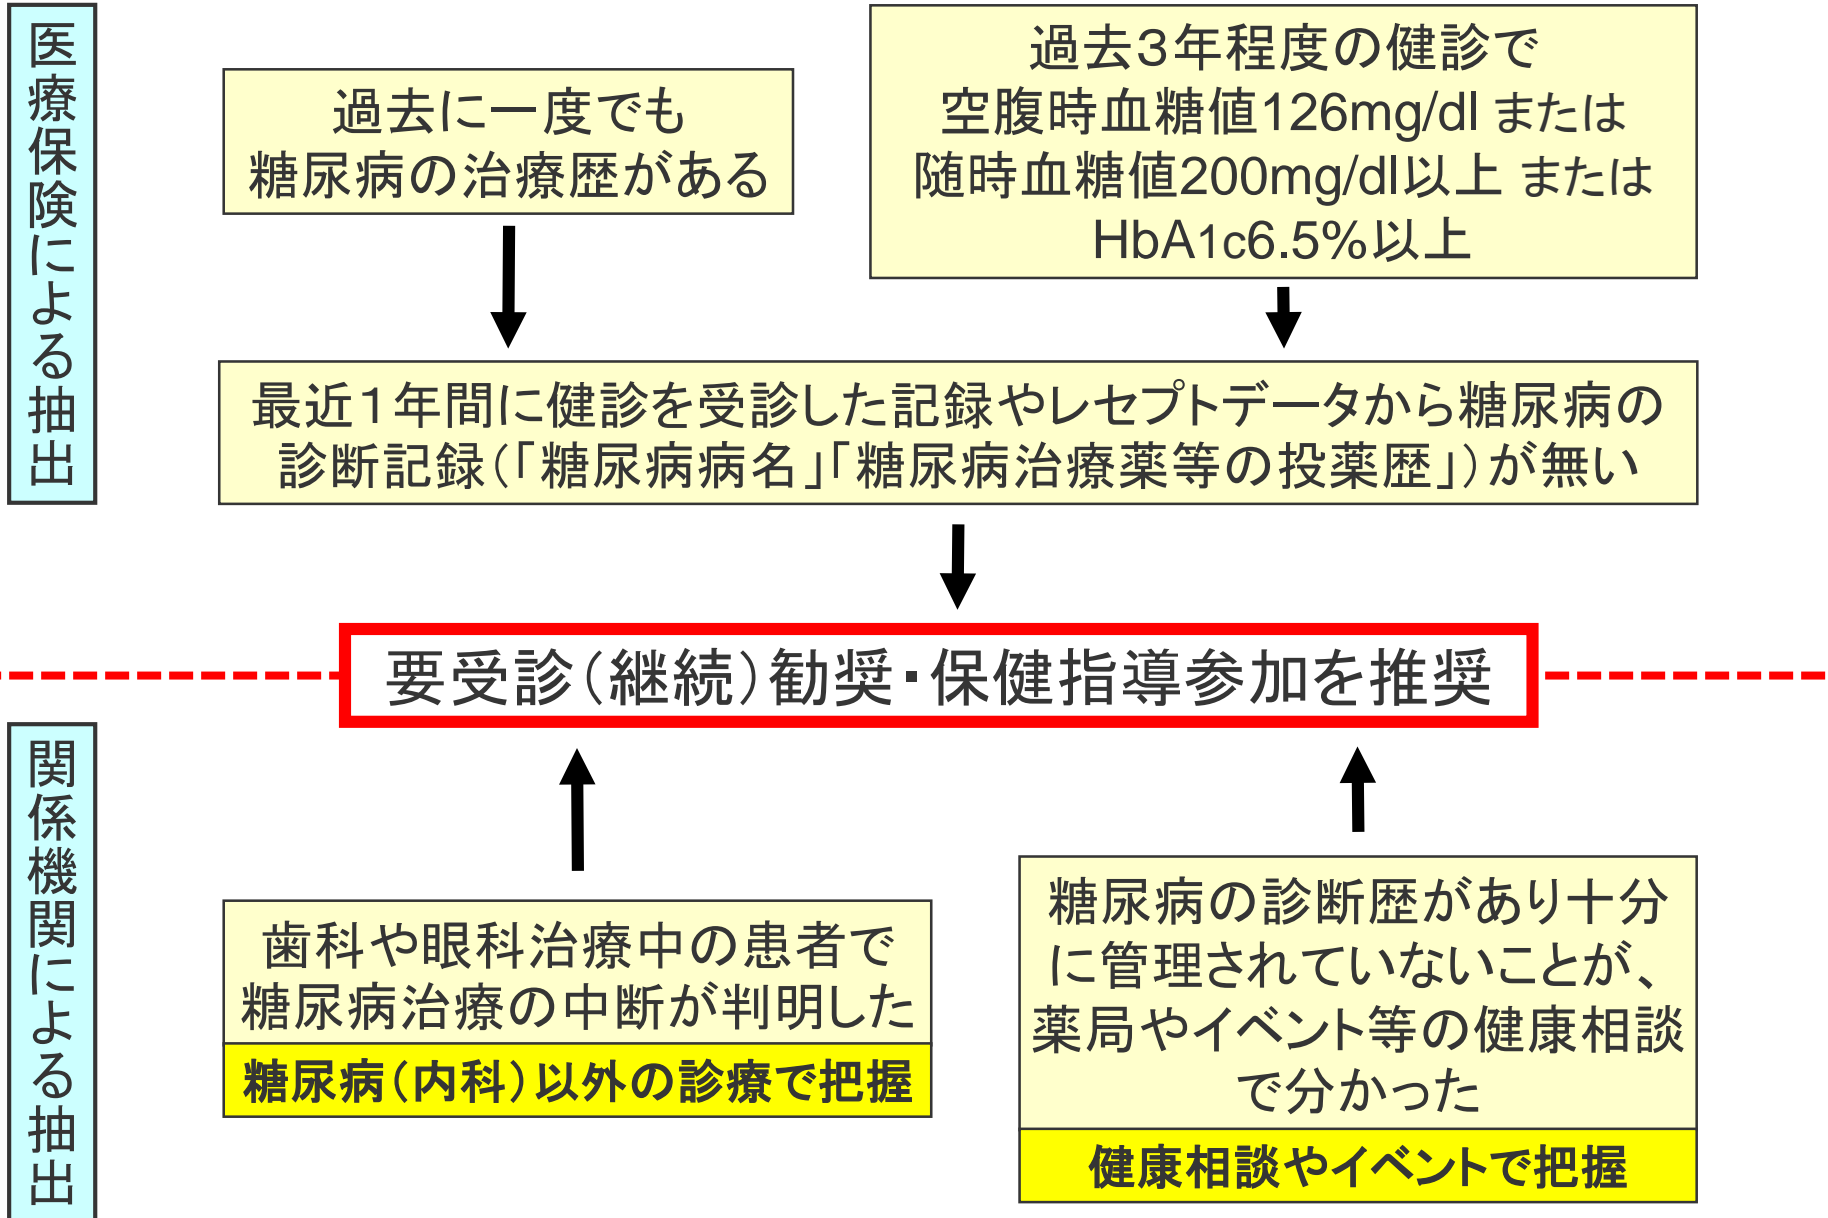 医療保険による抽出
過去に一度でも
糖尿病の治療歴がある
過去３年程度の健診で
空腹時血糖値126mg/dl または
随時血糖値200mg/dl以上 または
HbA1c6.5%以上
最近１年間に健診を受診した記録やレセプトデータから糖尿病の
診断記録（「糖尿病病名」「糖尿病治療薬等の投薬歴」）が無い
要受診（継続）勧奨・保健指導参加を推奨
関係機関による抽出
歯科や眼科治療中の患者で
糖尿病治療の中断が判明した
糖尿病（内科）以外の診療で把握
糖尿病の診断歴があり十分
に管理されていないことが、
薬局やイベント等の健康相談
で分かった
健康相談やイベントで把握